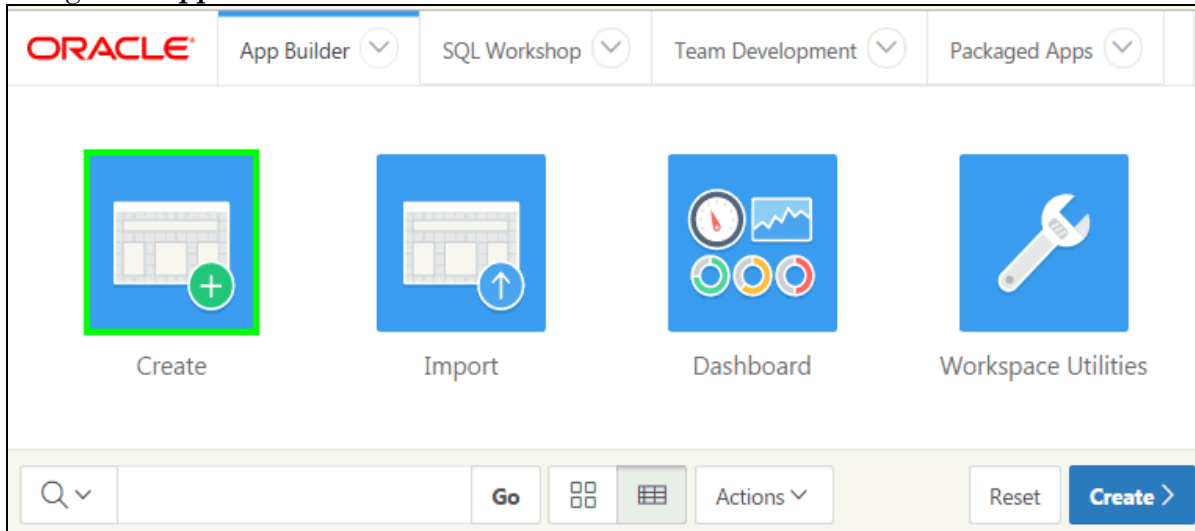 ORACLE App Builder SQL Workshop Team Development Packaged Apps
Create Import Dashboard Workspace Utilities
Go Actions Reset Create